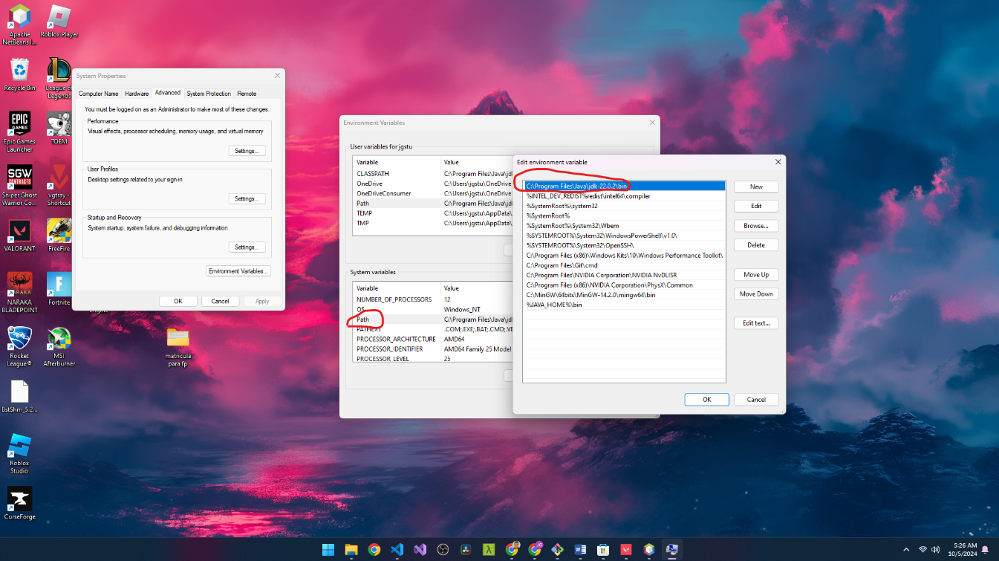 Apache
NetBeans I...
Roblox Player
Recycle Bin
League of
Legends
EPIC
GAMES
Epic Games
Launcher
TOEM
SGW
CONTRACTS
Sniper Ghost
Warrior Co...
vgtray -
Shortcut
VALORANT
FreeFire
NARAKA
NARAKA
BLADEPOINT
Fortnite
Engine
Rocket
League®
MSI
Afterburner
matricula
para fp
BstShm_5.2...
Roblox
Studio
CurseForge
System Properties
Computer Name Hardware Advanced System Protection Remote
You must be logged on as an Administrator to make most of these changes.
Performance
Visual effects, processor scheduling, memory usage, and virtual memory
Settings...
User Profiles
Desktop settings related to your sign-in
Settings...
Startup and Recovery
System startup, system failure, and debugging information
Settings...
Environment Variables...
OK Cancel Apply
Environment Variables
User variables for jgstu
Variable Value
CLASSPATH C:\Program Files\Java\jdk
OneDrive C:\Users\jgstu\OneDrive
OneDriveConsumer C:\Users\jgstu\OneDrive
Path C:\Program Files\Java\jdk
TEMP C:\Users\jgstu\AppData\
TMP C:\Users\jgstu\AppData\
System variables
Variable Value
NUMBER_OF_PROCESSORS 12
OS Windows_NT
Path C:\Program Files\Java\jdk
PATHEXT .COM;.EXE;.BAT;.CMD;.VB
PROCESSOR_ARCHITECTURE AMD64
PROCESSOR_IDENTIFIER AMD64 Family 25 Model
PROCESSOR_LEVEL 25
Edit environment variable
C:\Program Files\Java\jdk-22.0.2\bin
%INTEL_DEV_REDIST%redist\intel64\compiler
%SystemRoot%\system32
%SystemRoot%
%SystemRoot%\System32\Wbem
%SYSTEMROOT%\System32\WindowsPowerShell\v1.0\
%SYSTEMROOT%\System32\OpenSSH\
C:\Program Files (x86)\Windows Kits\10\Windows Performance Toolkit\
C:\Program Files\Git\cmd
C:\Program Files\NVIDIA Corporation\NVIDIA NvDLISR
C:\Program Files (x86)\NVIDIA Corporation\PhysX\Common
C:\MinGW\64bits\MinGW-14.2.0\mingw64\bin
%JAVA_HOME%\bin
New
Edit
Browse...
Delete
Move Up
Move Down
Edit text...
OK Cancel
5:26 AM
10/5/2024